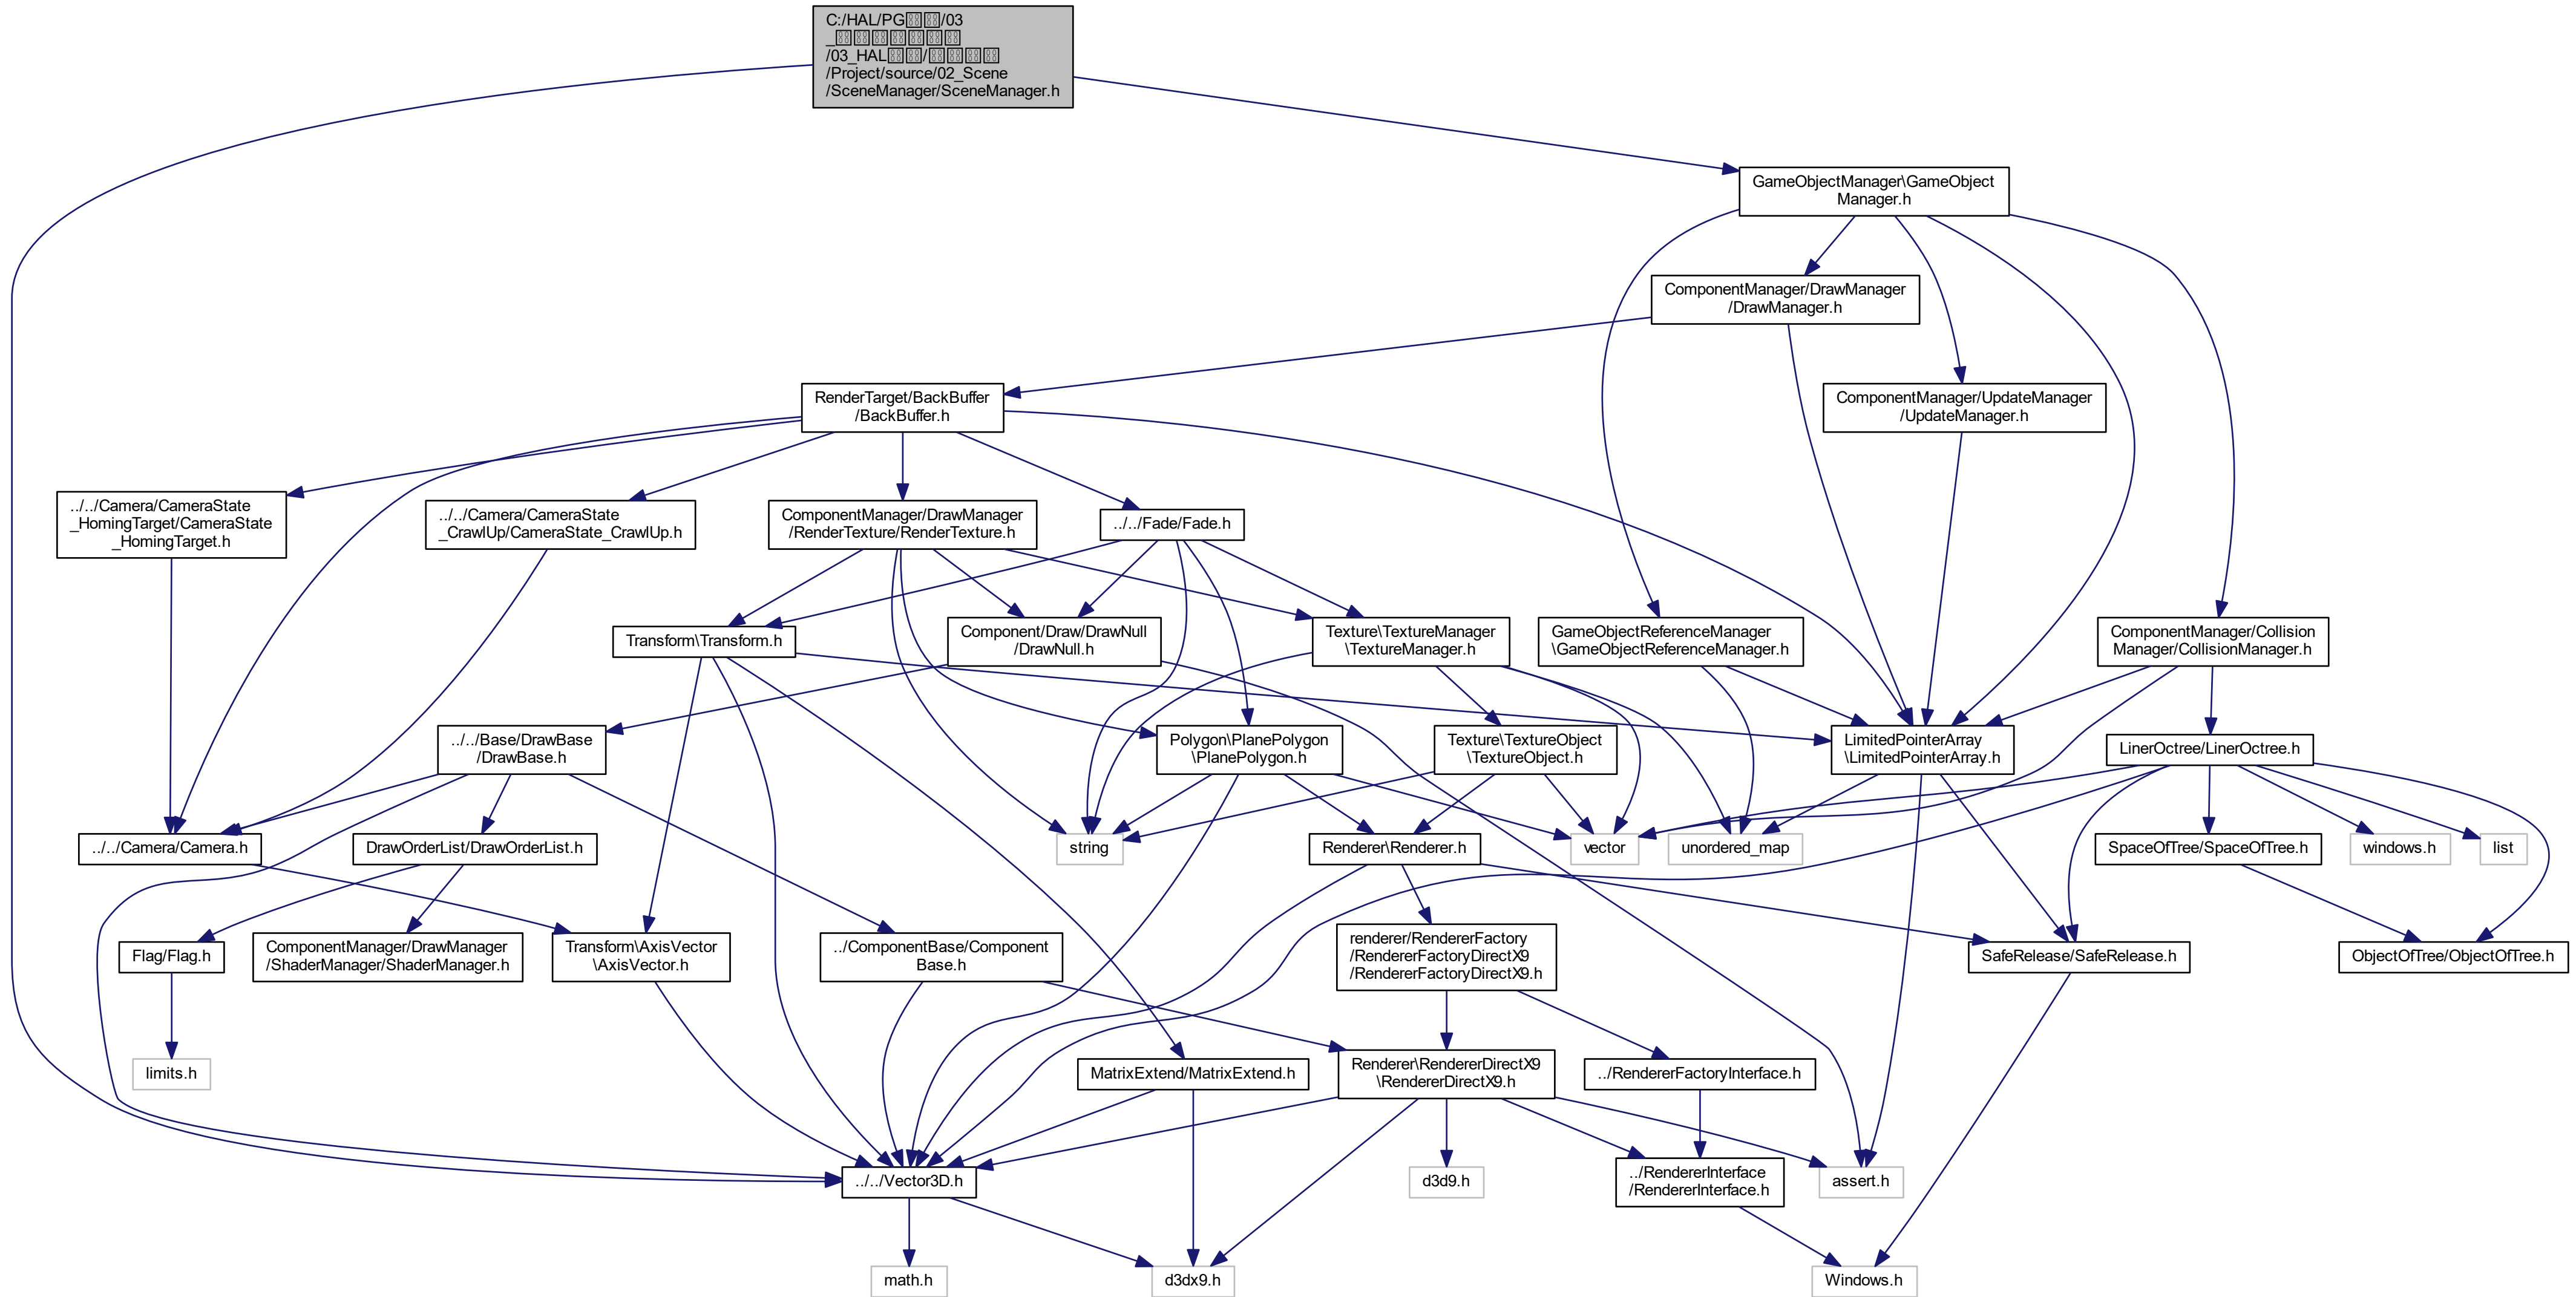 C:/HAL/PG/03
_
/03_HAL/
/Project/source/02_Scene
/SceneManager/SceneManager.h
GameObjectManager\GameObject
Manager.h
ComponentManager/DrawManager
/DrawManager.h
RenderTarget/BackBuffer
/BackBuffer.h
ComponentManager/UpdateManager
/UpdateManager.h
../../Camera/CameraState
_HomingTarget/CameraState
_HomingTarget.h
../../Camera/CameraState
_CrawlUp/CameraState_CrawlUp.h
ComponentManager/DrawManager
/RenderTexture/RenderTexture.h
../../Fade/Fade.h
Transform\Transform.h
Component/Draw/DrawNull
/DrawNull.h
Texture\TextureManager
\TextureManager.h
GameObjectReferenceManager
\GameObjectReferenceManager.h
ComponentManager/Collision
Manager/CollisionManager.h
../../Base/DrawBase
/DrawBase.h
Polygon\PlanePolygon
\PlanePolygon.h
Texture\TextureObject
\TextureObject.h
LimitedPointerArray
\LimitedPointerArray.h
LinerOctree/LinerOctree.h
../../Camera/Camera.h
DrawOrderList/DrawOrderList.h
string
Renderer\Renderer.h
vector
unordered_map
SpaceOfTree/SpaceOfTree.h
windows.h
list
Flag/Flag.h
ComponentManager/DrawManager
/ShaderManager/ShaderManager.h
Transform\AxisVector
\AxisVector.h
../ComponentBase/Component
Base.h
renderer/RendererFactory
/RendererFactoryDirectX9
/RendererFactoryDirectX9.h
SafeRelease/SafeRelease.h
ObjectOfTree/ObjectOfTree.h
limits.h
MatrixExtend/MatrixExtend.h
Renderer\RendererDirectX9
\RendererDirectX9.h
../RendererFactoryInterface.h
../../Vector3D.h
d3d9.h
../RendererInterface
/RendererInterface.h
assert.h
math.h
d3dx9.h
Windows.h